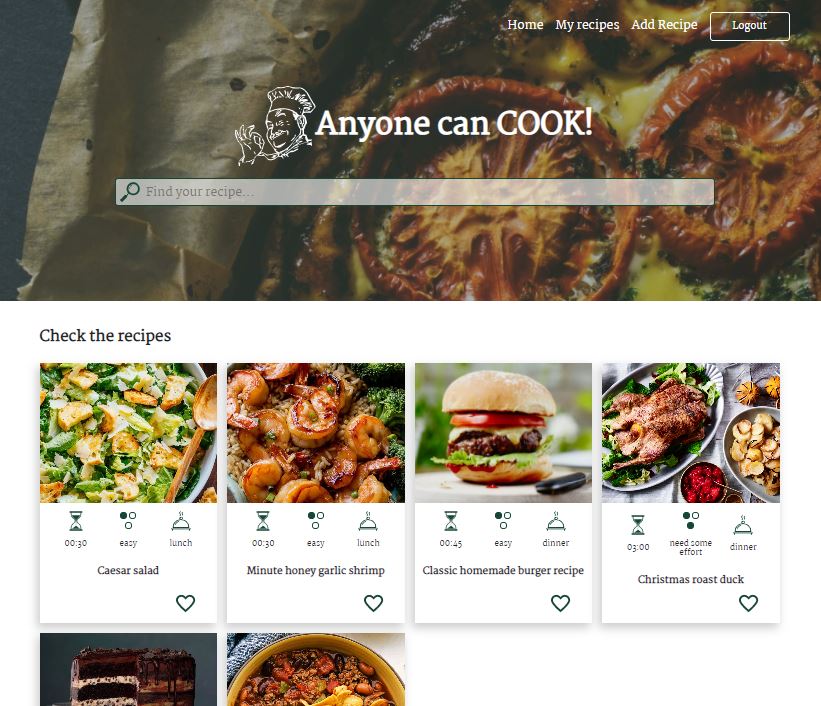 Home My recipes Add Recipe Logout
Anyone can COOK!
Find your recipe...
Check the recipes
00:30 easy lunch
Caesar salad
00:30 easy lunch
Minute honey garlic shrimp
00:45 easy dinner
Classic homemade burger recipe
03:00 need some effort dinner
Christmas roast duck